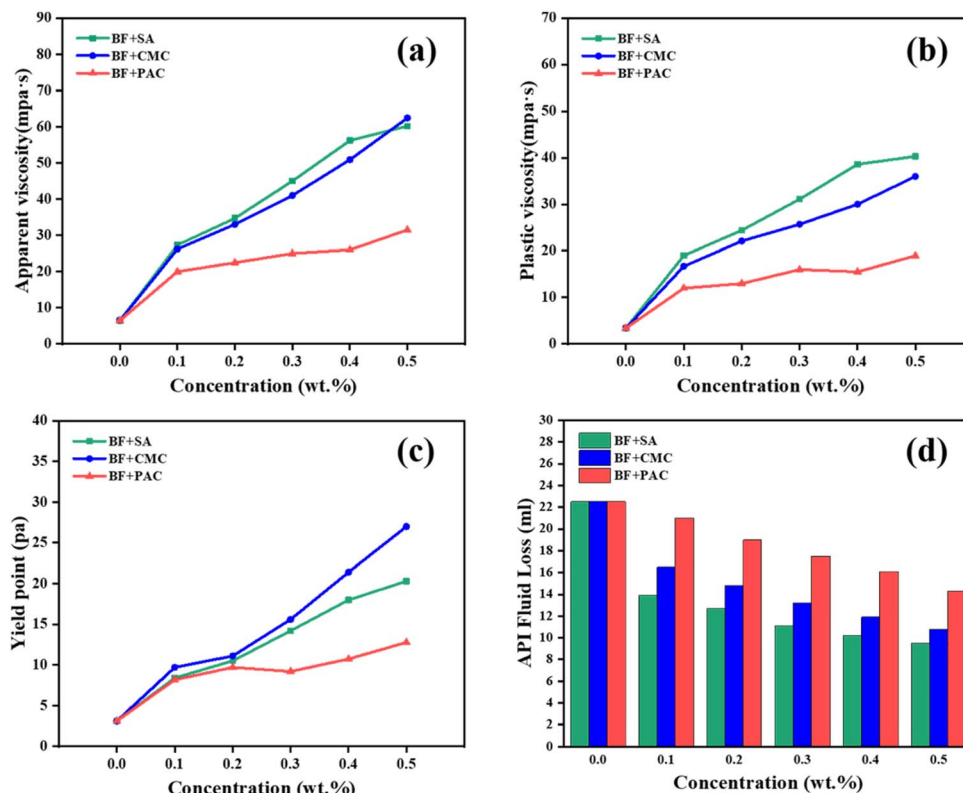 90
80
70
60
50
40
30
20
10
0
Apparent viscosity(mpa·s)
BF+SA
BF+CMC
BF+PAC
(a)
0.0 0.1 0.2 0.3 0.4 0.5
Concentration (wt.%)
70
60
50
40
30
20
10
0
Plastic viscosity(mpa·s)
BF+SA
BF+CMC
BF+PAC
(b)
0.0 0.1 0.2 0.3 0.4 0.5
Concentration (wt.%)
40
35
30
25
20
15
10
5
0
Yield point (pa)
BF+SA
BF+CMC
BF+PAC
(c)
0.0 0.1 0.2 0.3 0.4 0.5
Concentration (wt.%)
30
28
26
24
22
20
18
16
14
12
10
8
6
4
2
0
API Fluid Loss (ml)
BF+SA
BF+CMC
BF+PAC
(d)
0.0 0.1 0.2 0.3 0.4 0.5
Concentration (wt.%)